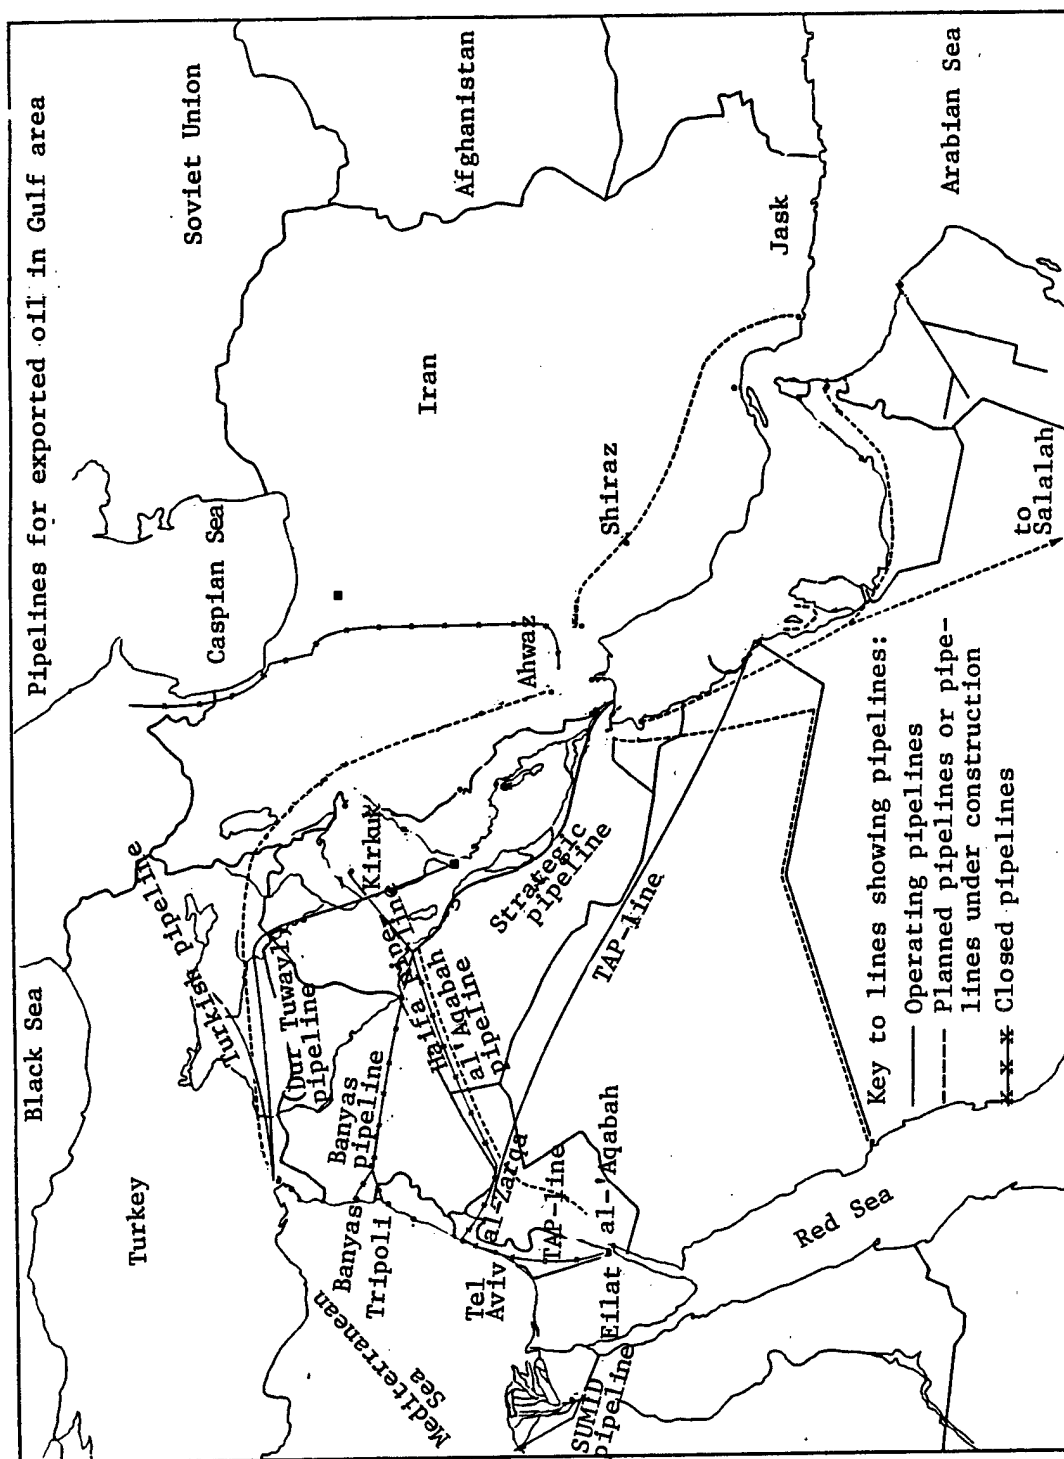 Pipelines for exported oil in Gulf area
Black Sea
Soviet Union
Caspian Sea
Turkey
Turkish pipeline
(Dur Tuwayl
pipeline
Afghanistan
Iran
Kirkuk
Banyas
pipeline
Haifa pipeline
al'Aqabah
pipeline
Banyas
Tripoli
Mediterranean
Sea
Ahwaz
Shiraz
Strategic
pipeline
Tel
Aviv
al-Zarqa
TAP-line
TAP-line
Jask
Eilat
al-'Aqabah
SUMID
pipeline
Red Sea
Arabian Sea
to
Salalah
Key to lines showing pipelines:
Operating pipelines
Planned pipelines or pipe-
lines under construction
x x x Closed pipelines